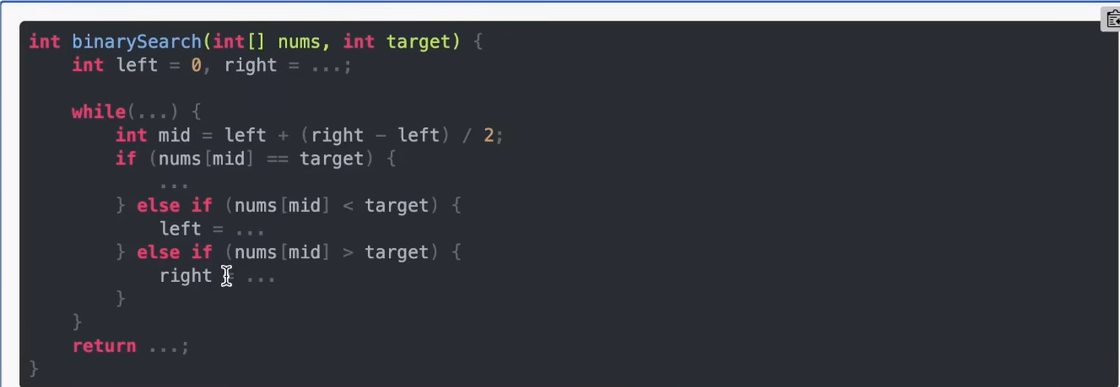 int binarySearch(int[] nums, int target) {
    int left = 0, right = ...;

    while(...) {
        int mid = left + (right - left) / 2;
        if (nums[mid] == target) {
            ...
        } else if (nums[mid] < target) {
            left = ...
        } else if (nums[mid] > target) {
            right = ...
        }
    }
    return ...;
}